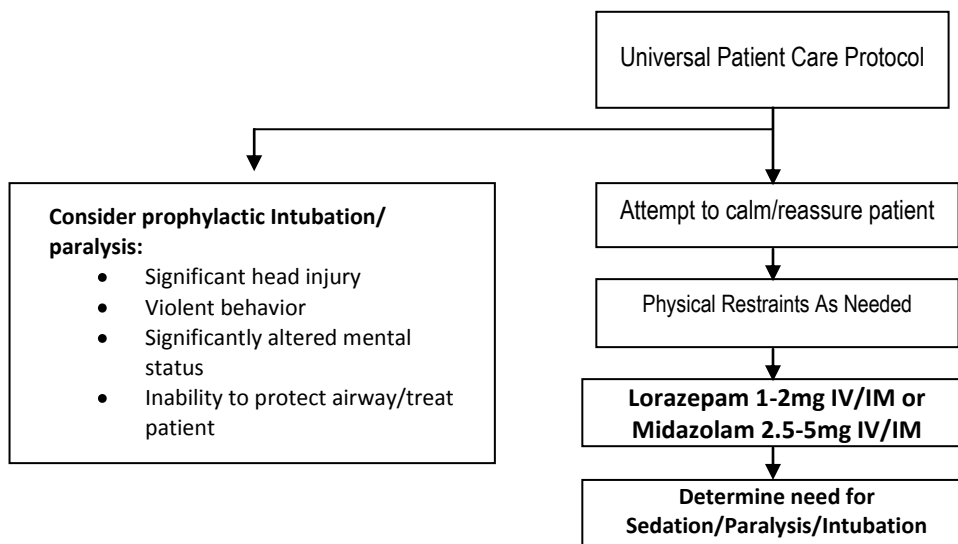 Universal Patient Care Protocol
Consider prophylactic Intubation/
paralysis:
• Significant head injury
• Violent behavior
• Significantly altered mental
status
• Inability to protect airway/treat
patient
Attempt to calm/reassure patient
Physical Restraints As Needed
Lorazepam 1-2mg IV/IM or
Midazolam 2.5-5mg IV/IM
Determine need for
Sedation/Paralysis/Intubation